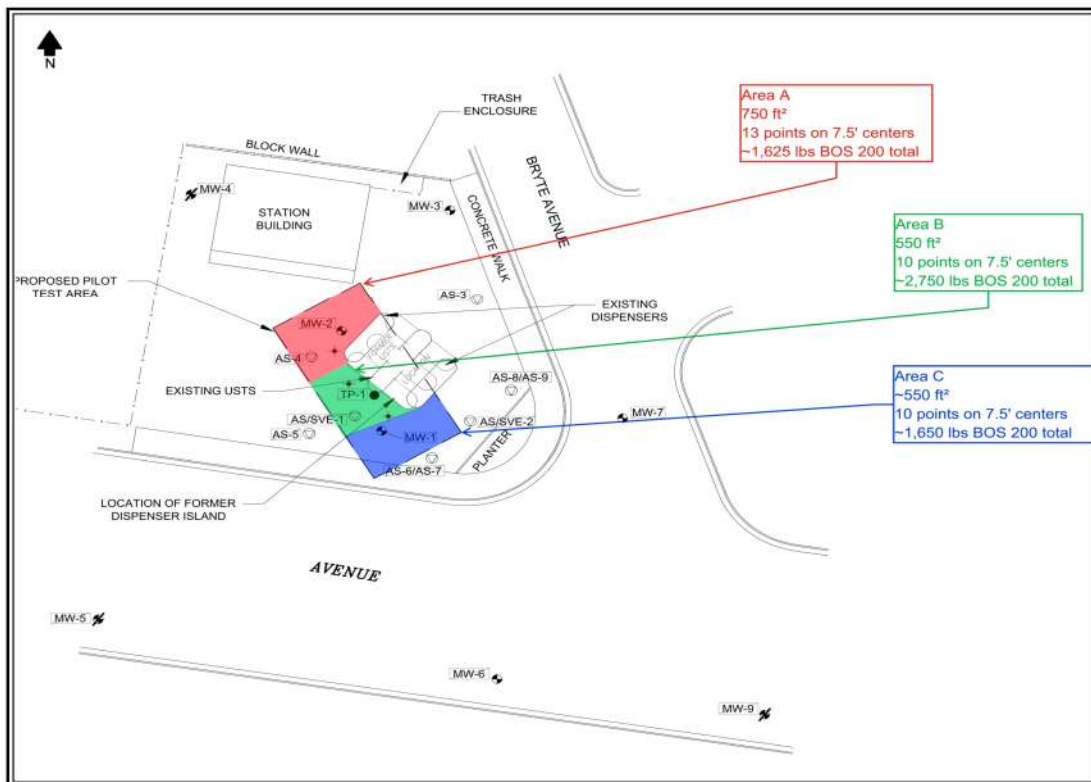 N
TRASH
ENCLOSURE
BLOCK WALL
BRYTE AVENUE
Area A
750 ft²
13 points on 7.5' centers
~1,625 lbs BOS 200 total
MW-4
MW-3
STATION
BUILDING
CONCRETE WALK
Area B
550 ft²
10 points on 7.5' centers
~2,750 lbs BOS 200 total
PROPOSED PILOT
TEST AREA
AS-3
EXISTING
DISPENSERS
MW-2
FORMER
USTS
AS-4
EXISTING USTS
TP-1
AS-8/AS-9
Area C
~550 ft²
10 points on 7.5' centers
~1,650 lbs BOS 200 total
AS/SVE-1
AS/SVE-2
MW-7
AS-5
MW-1
PLANTER
AS-6/AS-7
LOCATION OF FORMER
DISPENSER ISLAND
AVENUE
MW-5
MW-6
MW-9